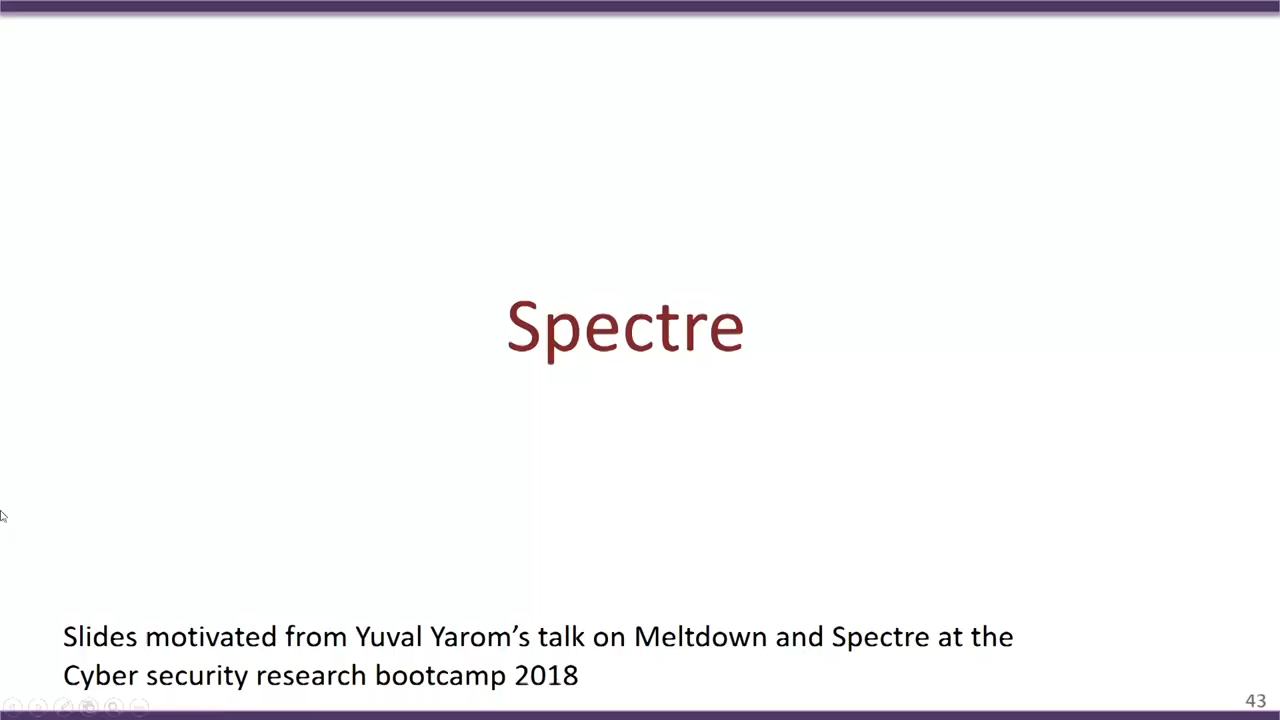 Spectre
Slides motivated from Yuval Yarom's talk on Meltdown and Spectre at the
Cyber security research bootcamp 2018
43